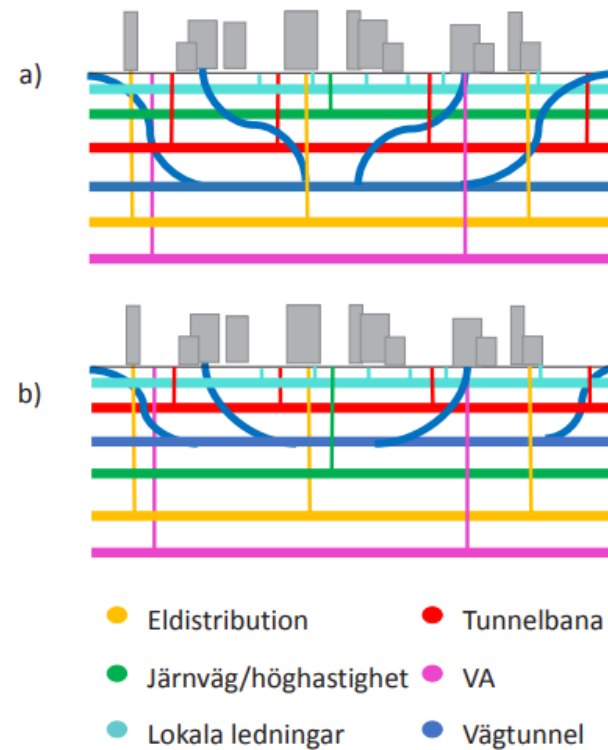 a)
b)
Eldistribution
Tunnelbana
Järnväg/höghastighet
VA
Lokala ledningar
Vägtunnel